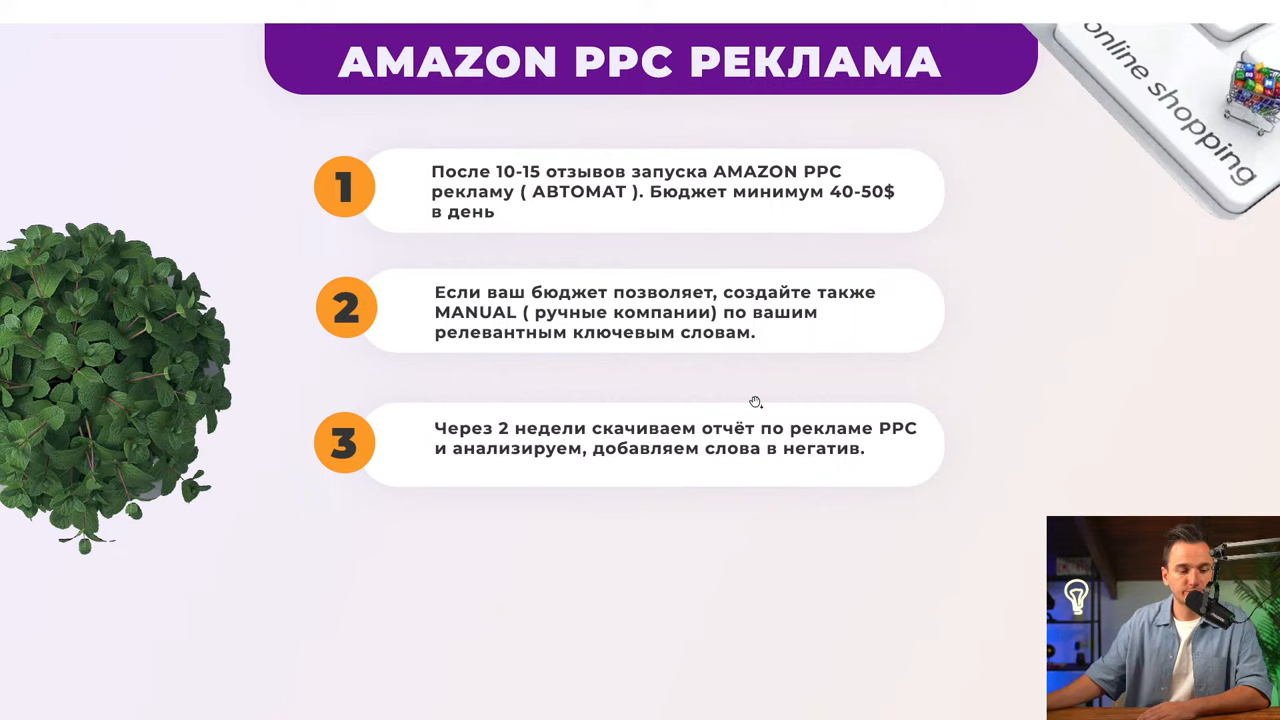 AMAZON PPC РЕКЛАМА
online shopping
1
После 10-15 отзывов запуска AMAZON PPC
рекламу ( АВТОМАТ ). Бюджет минимум 40-50$
в день
2
Если ваш бюджет позволяет, создайте также
MANUAL ( ручные компании) по вашим
релевантным ключевым словам.
3
Через 2 недели скачиваем отчёт по рекламе PPC
и анализируем, добавляем слова в негатив.